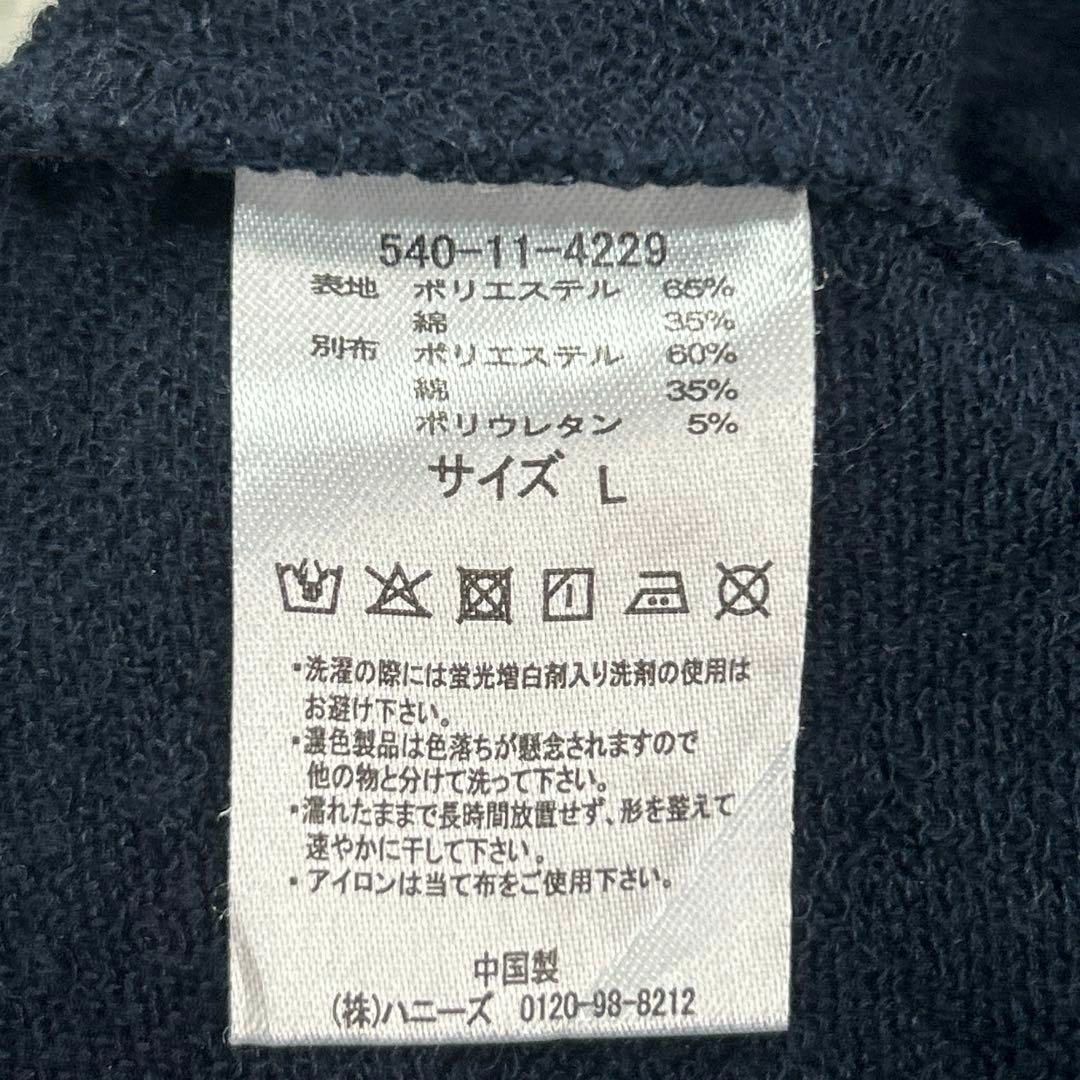 540-11-4229
表地 ポリエステル 65%
綿 35%
別布 ポリエステル 60%
綿 35%
ポリウレタン 5%
サイズ L
・洗濯の際には蛍光増白剤入り洗剤の使用は
お避け下さい。
・濃色製品は色落ちが懸念されますので
他の物と分けて洗って下さい。
・濡れたままで長時間放置せず、形を整えて
速やかに干して下さい。
・アイロンは当て布をご使用下さい。
中国製
(株)ハニーズ 0120-98-8212